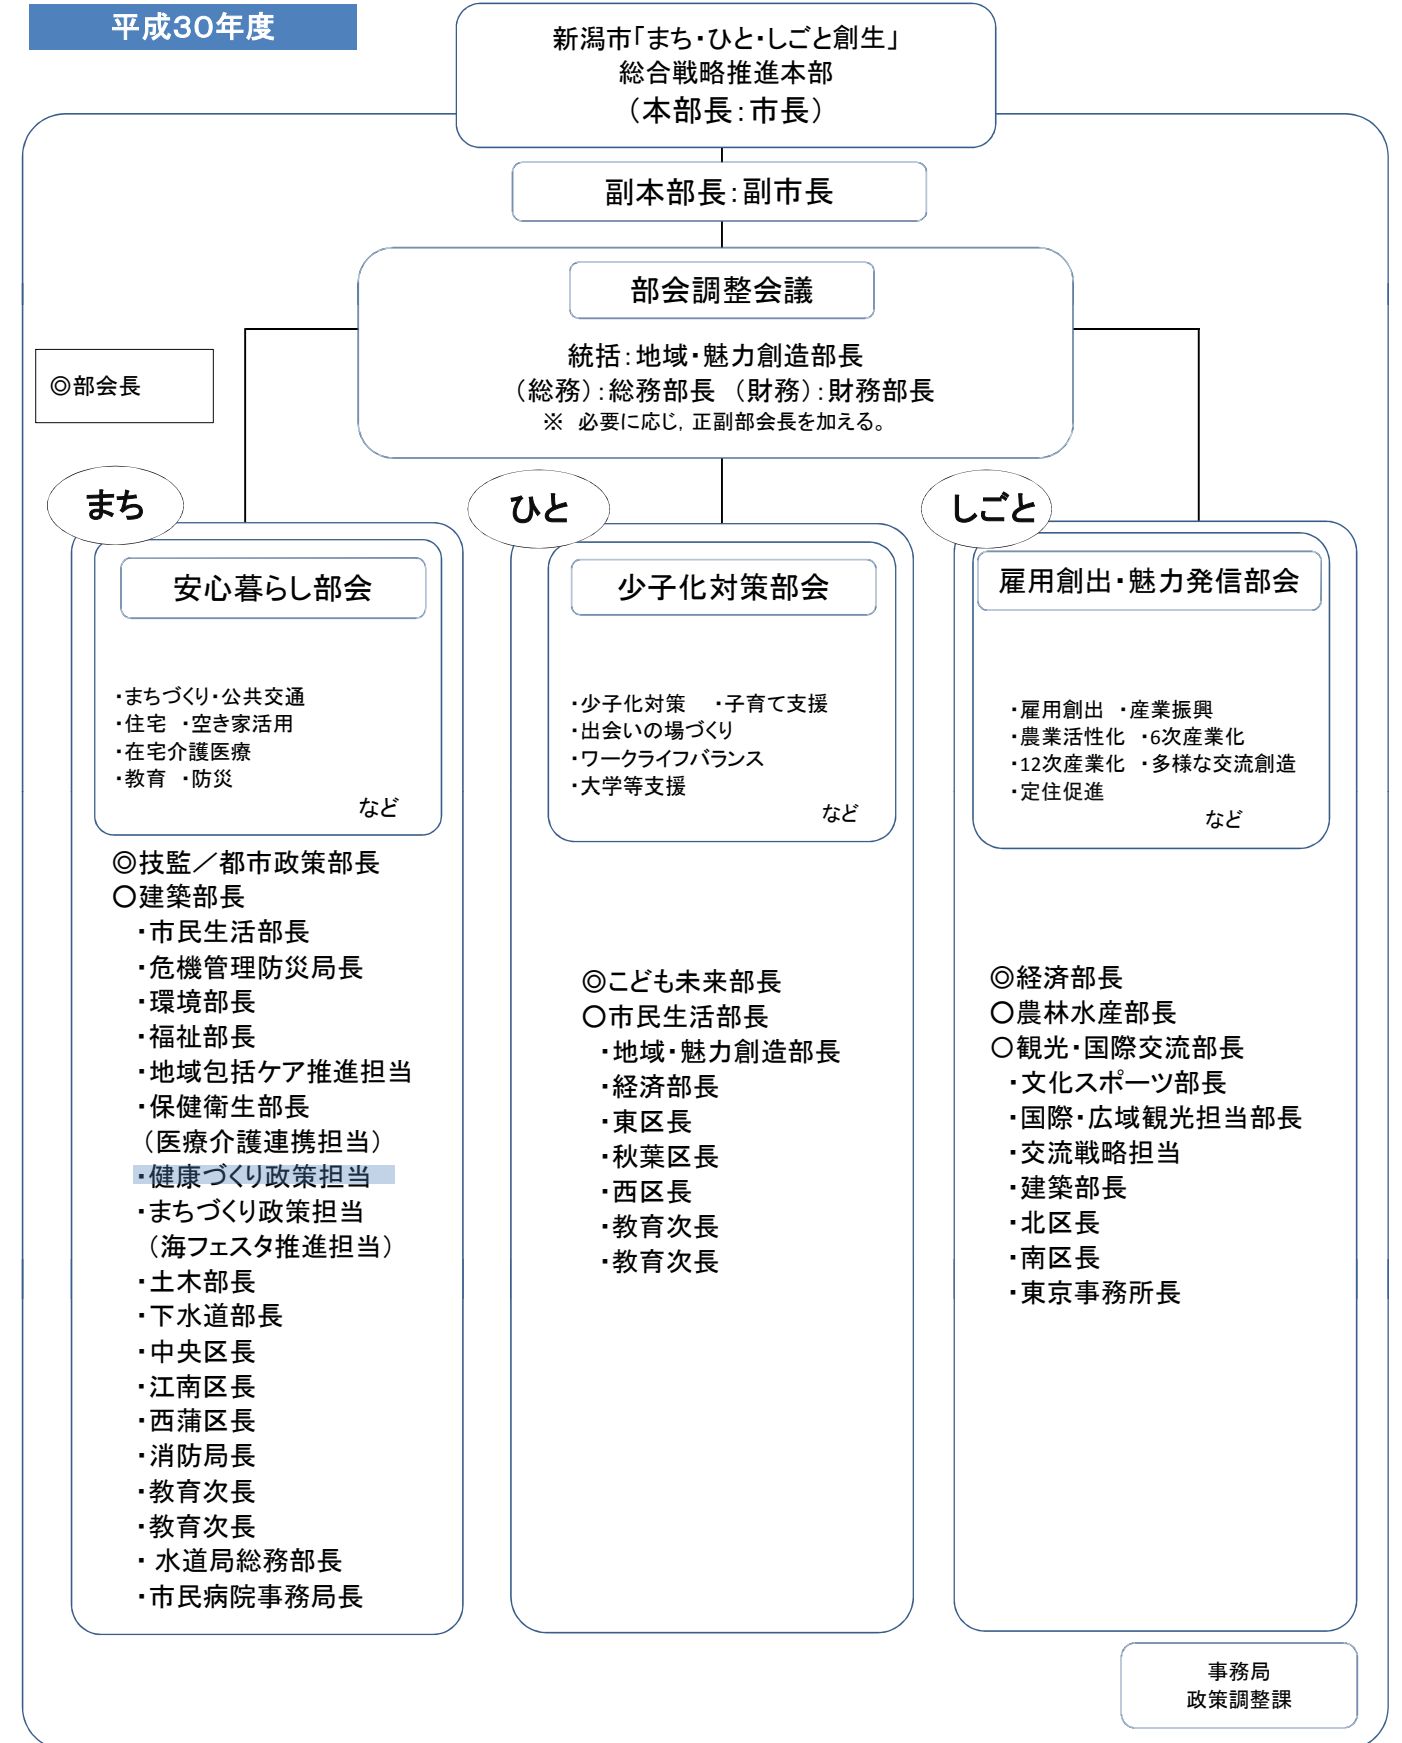 平成30年度
新潟市「まち・ひと・しごと創生」
総合戦略推進本部
（本部長：市長）
副本部長：副市長
部会調整会議
統括：地域・魅力創造部長
（総務）：総務部長　（財務）：財務部長
※　必要に応じ，正副部会長を加える。
◎部会長
まち
安心暮らし部会
・まちづくり・公共交通
・住宅　・空き家活用
・在宅介護医療
・教育　・防災
など
◎技監／都市政策部長
○建築部長
・市民生活部長
・危機管理防災局長
・環境部長
・福祉部長
・地域包括ケア推進担当
・保健衛生部長
（医療介護連携担当）
・健康づくり政策担当
・まちづくり政策担当
（海フェスタ推進担当）
・土木部長
・下水道部長
・中央区長
・江南区長
・西蒲区長
・消防局長
・教育次長
・教育次長
・ 水道局総務部長
・市民病院事務局長
ひと
少子化対策部会
・少子化対策　・子育て支援
・出会いの場づくり
・ワークライフバランス
・大学等支援
など
◎こども未来部長
○市民生活部長
・地域・魅力創造部長
・経済部長
・東区長
・秋葉区長
・西区長
・教育次長
・教育次長
しごと
雇用創出・魅力発信部会
・雇用創出　・産業振興
・農業活性化　・6次産業化
・12次産業化　・多様な交流創造
・定住促進
など
◎経済部長
○農林水産部長
○観光・国際交流部長
・文化スポーツ部長
・国際・広域観光担当部長
・交流戦略担当
・建築部長
・北区長
・南区長
・東京事務所長
事務局
政策調整課